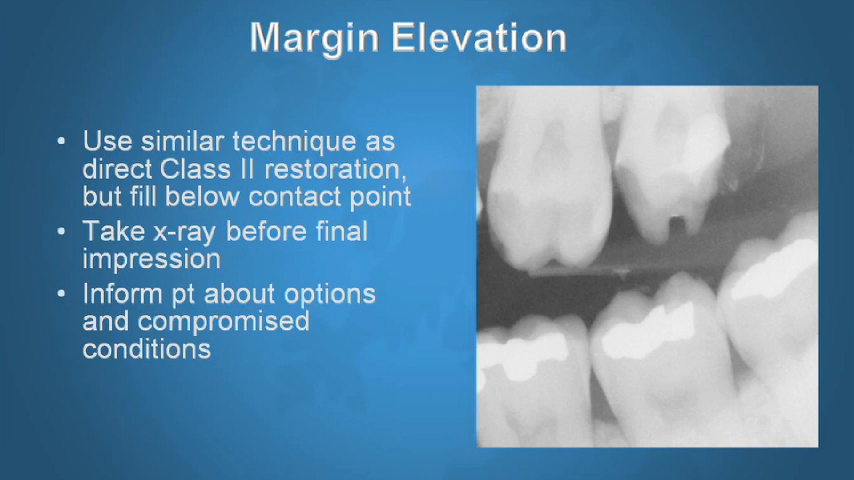 Margin Elevation
• Use similar technique as
direct Class II restoration,
but fill below contact point
• Take x-ray before final
impression
• Inform pt about options
and compromised
conditions